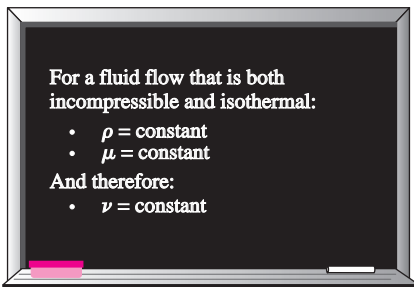 For a fluid flow that is both
incompressible and isothermal:
• ρ = constant
• μ = constant
And therefore:
• ν = constant